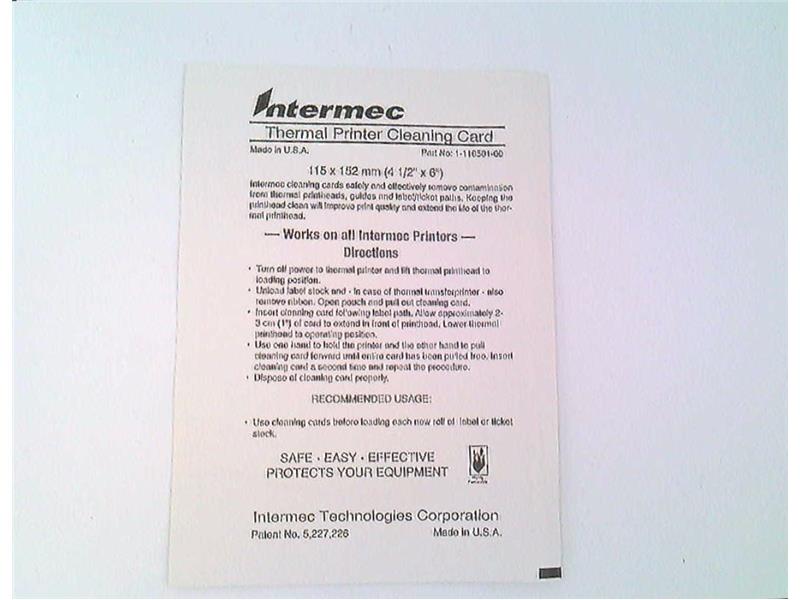 Intermec
Thermal Printer Cleaning Card
Made in U.S.A. Part No: 1-110501-00
115 x 152 mm (4 1/2" x 6")
Intermec cleaning cards safely and effectively remove contamination
from thermal printheads, guides and label/ticket paths. Keeping the
printhead clean will improve print quality and extend the life of the ther-
mal printhead.
— Works on all Intermec Printers —
Directions
• Turn off power to thermal printer and lift thermal printhead to
loading position.
• Unload label stock and - in case of thermal transferprinter - also
remove ribbon. Open pouch and pull out cleaning card.
• Insert cleaning card following label path. Allow approximately 2-
3 cm (1") of card to extend in front of printhead. Lower thermal
printhead to operating position.
• Use one hand to hold the printer and the other hand to pull
cleaning card forward until entire card has been pulled free. Insert
cleaning card a second time and repeat the procedure.
• Dispose of cleaning card properly.
RECOMMENDED USAGE:
• Use cleaning cards before loading each new roll of label or ticket
stock.
SAFE · EASY · EFFECTIVE
PROTECTS YOUR EQUIPMENT
Intermec Technologies Corporation
Patent No. 5,227,226 Made in U.S.A.